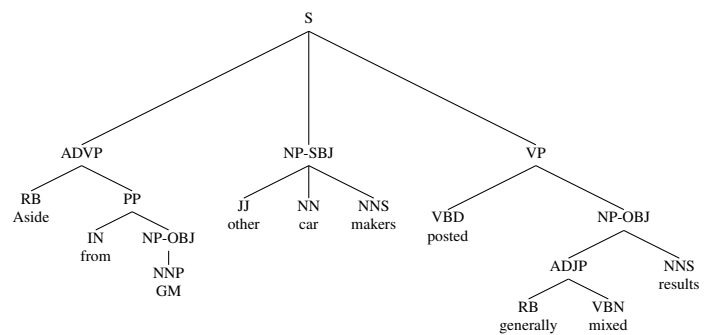 S
ADVP NP-SBJ VP
RB PP JJ NN NNS VBD NP-OBJ
Aside other car makers posted
IN NP-OBJ ADJP NNS
from results
NNP
GM
RB VBN
generally mixed